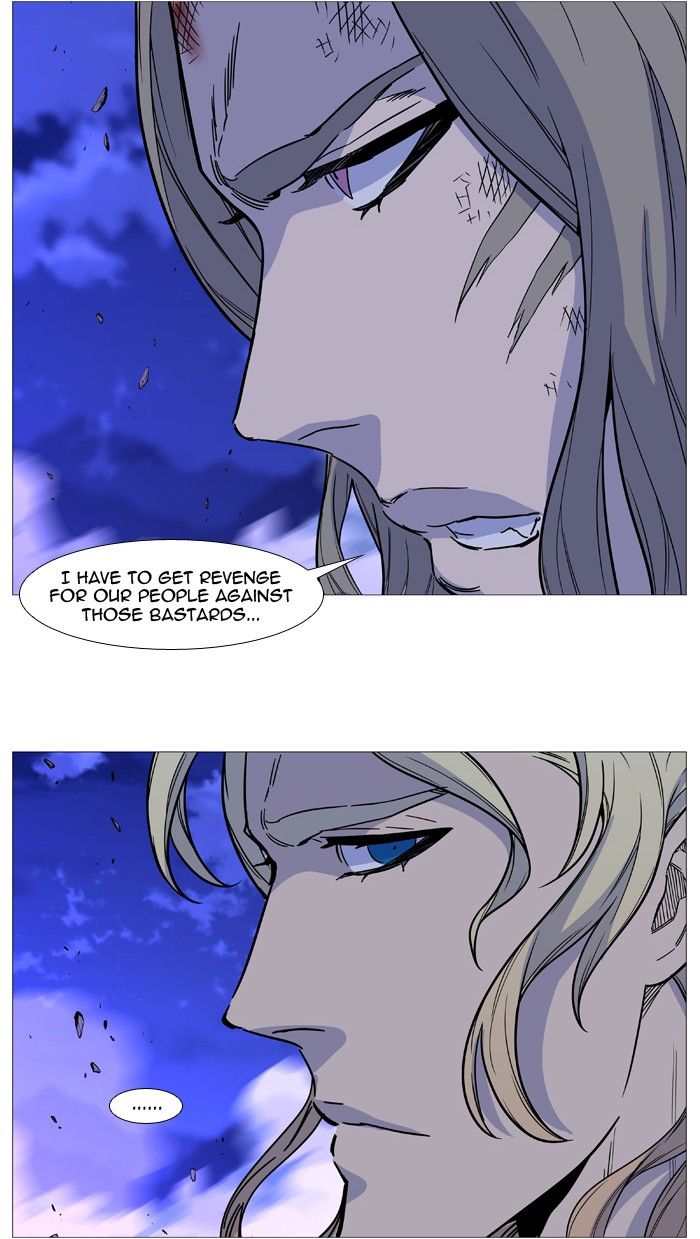 I HAVE TO GET REVENGE
FOR OUR PEOPLE AGAINST
THOSE BASTARDS...
......